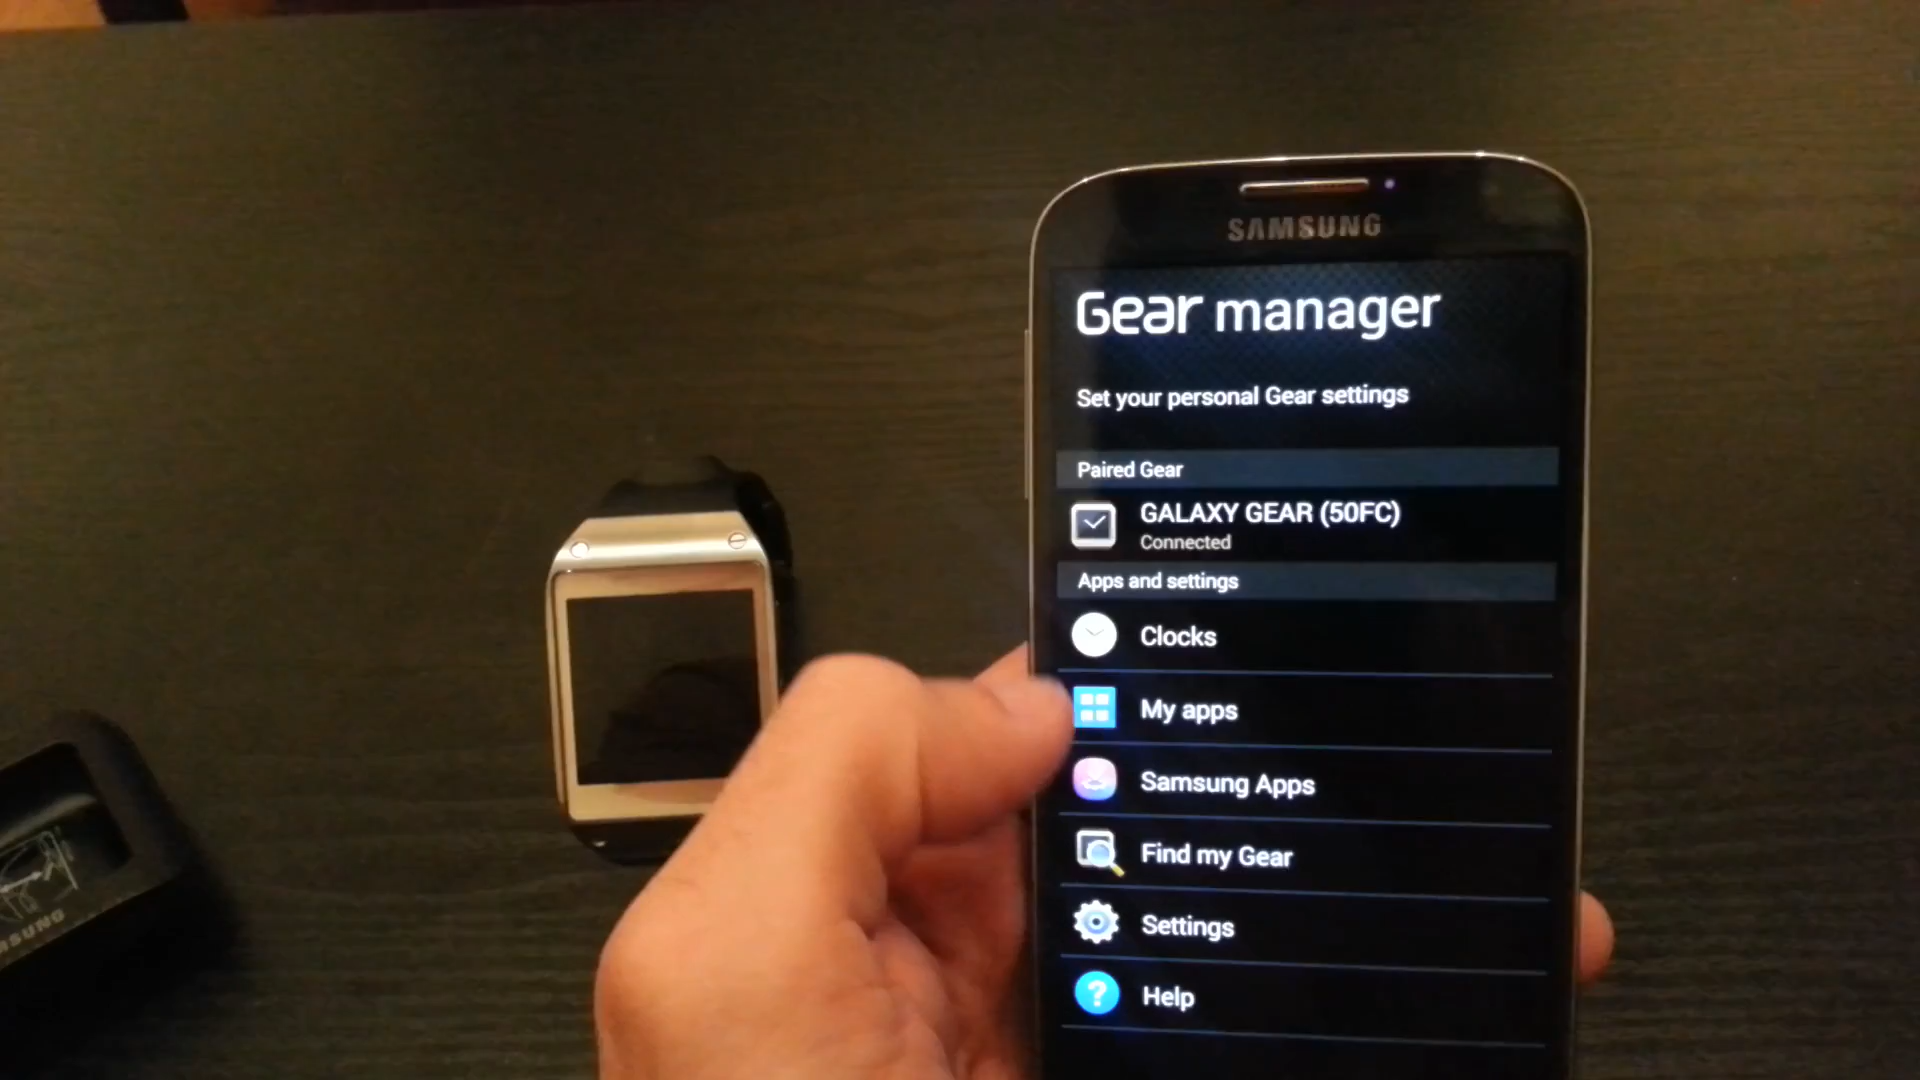 SAMSUNG
Gear manager
Set your personal Gear settings
Paired Gear
GALAXY GEAR (50FC)
Connected
Apps and settings
Clocks
My apps
Samsung Apps
Find my Gear
Settings
Help